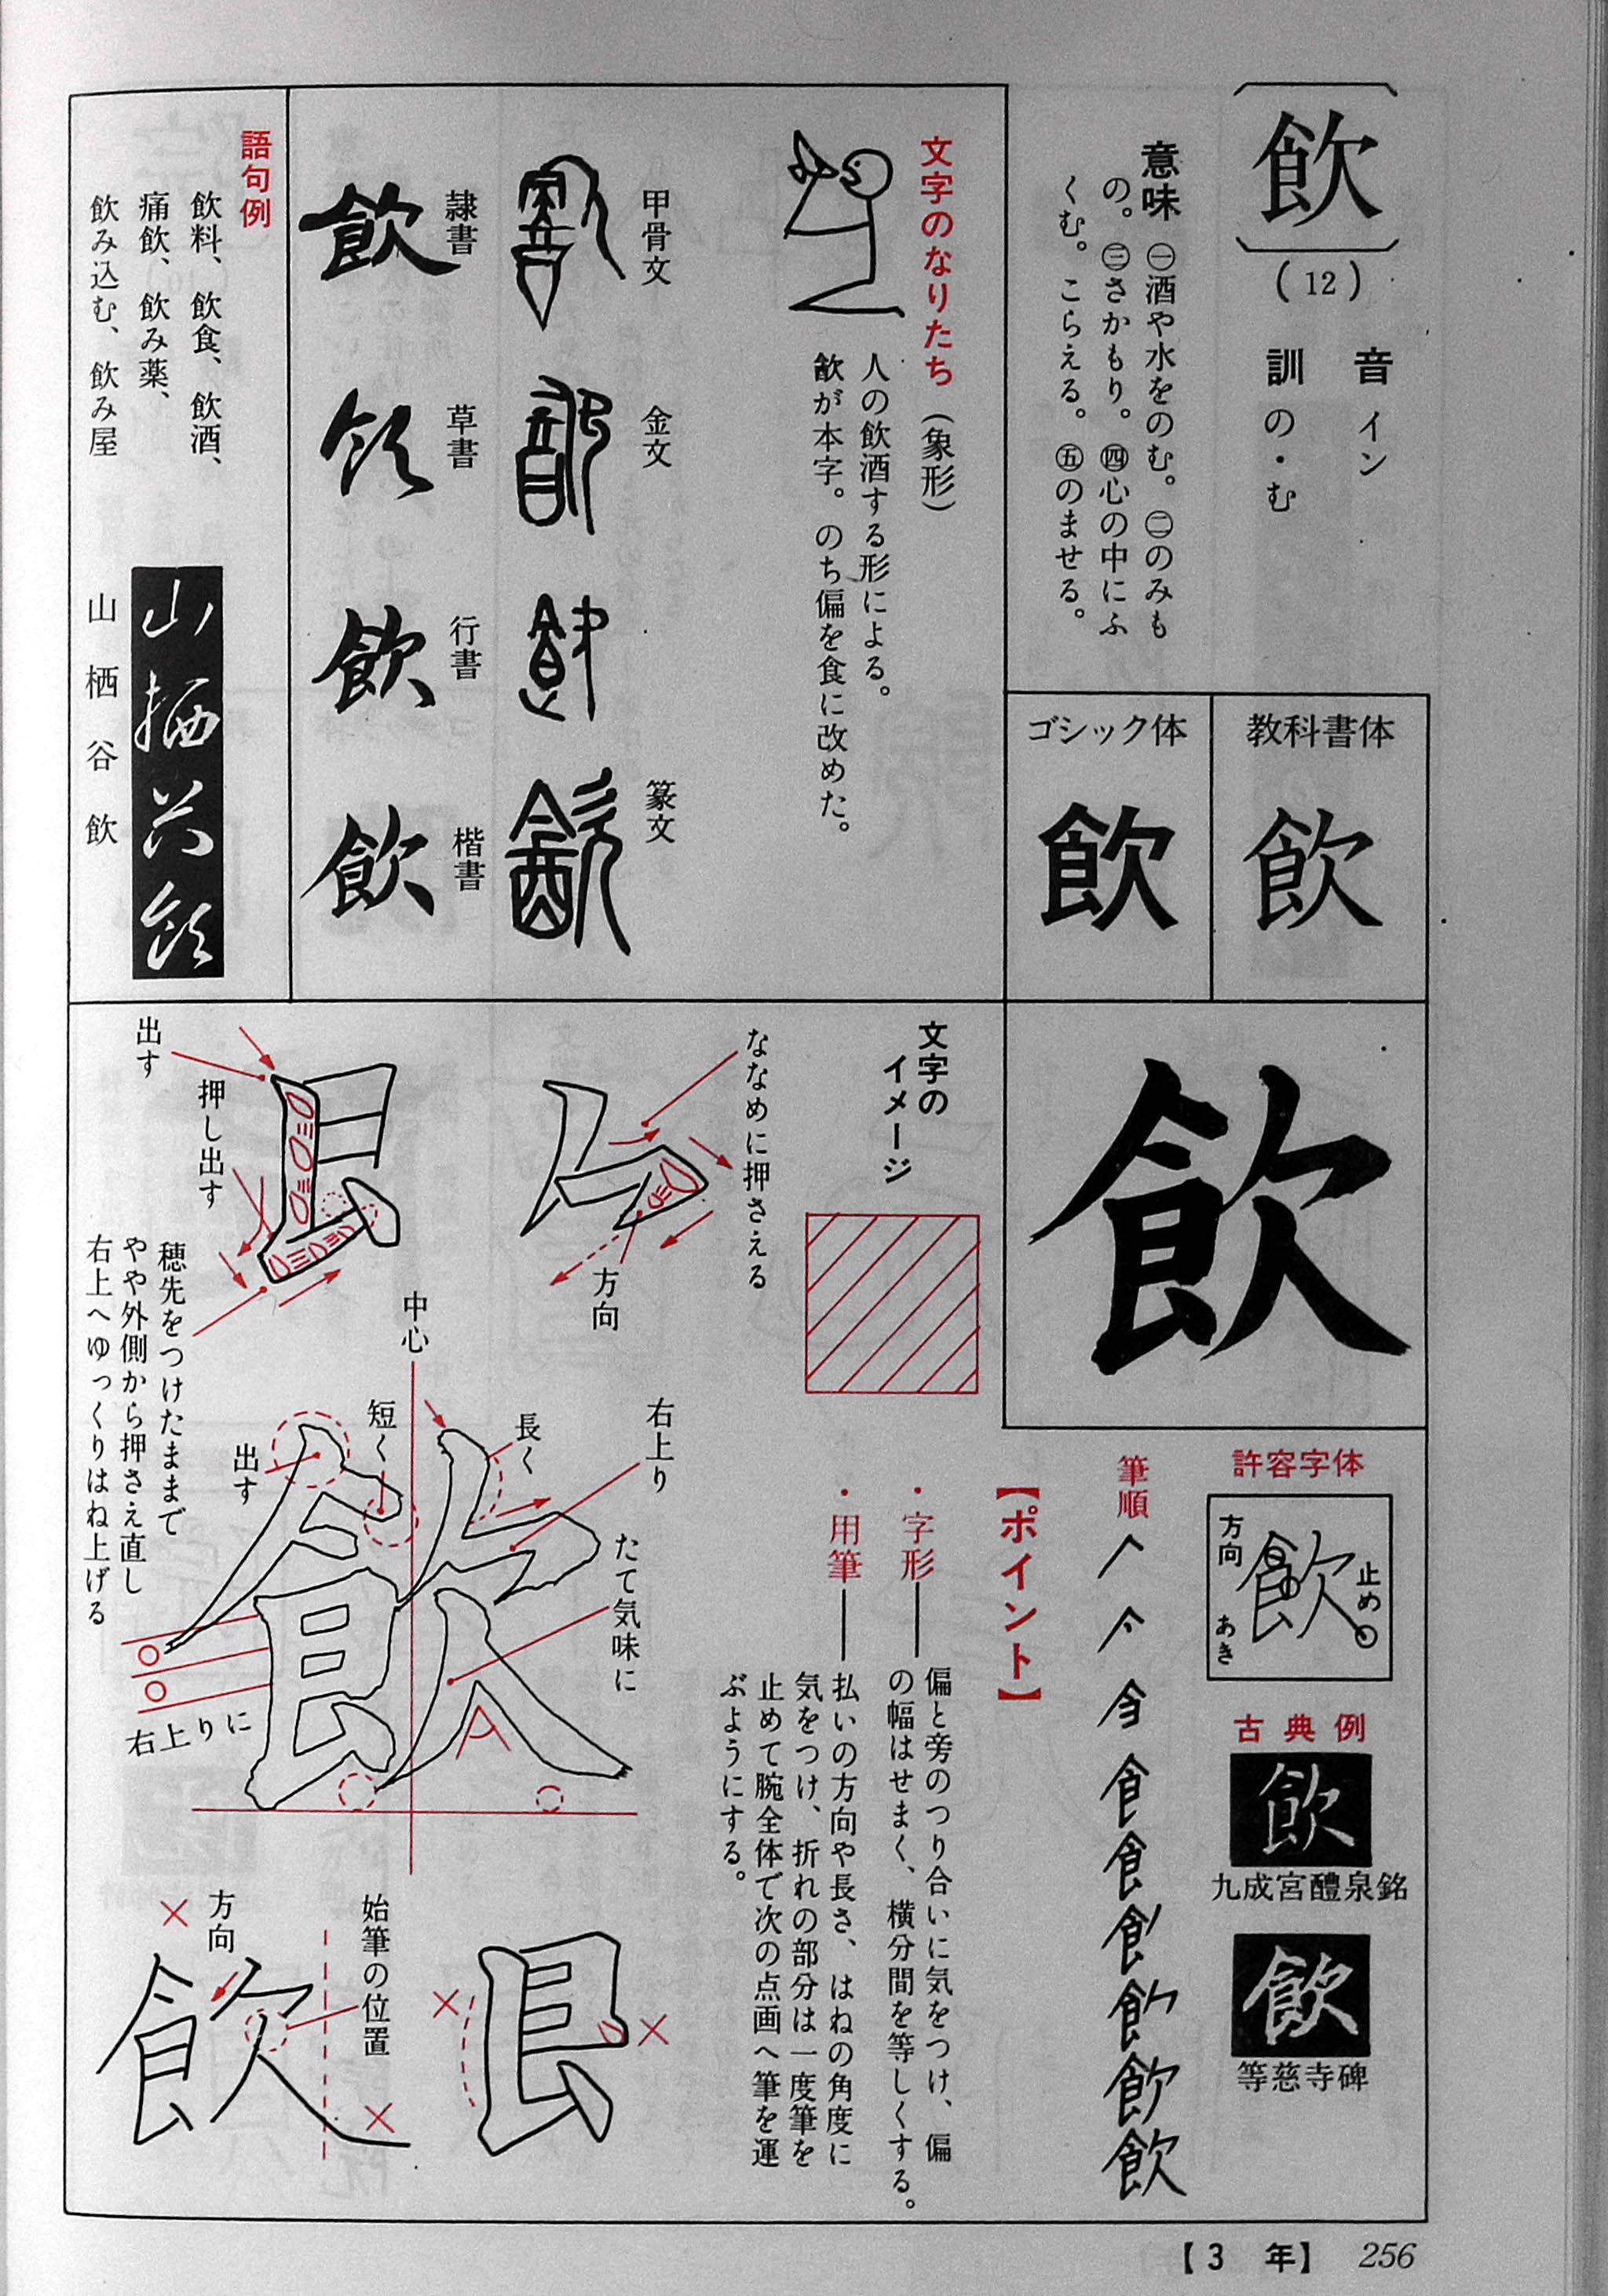 飲
(12)
音 イン
訓 の・む
意味 ㊀酒や水をのむ。㊁のみも
の。㊂さかもり。㊃心の中にふ
くむ。こらえる。㊄のませる。
教科書体
飲
ゴシック体
飲
文字のなりたち（象形）
人の飲酒する形による。
㱃が本字。のち偏を食に改めた。
甲骨文
金文
篆文
隷書
飲
草書
飲
行書
飲
楷書
飲
語句例
飲料、飲食、飲酒、
痛飲、飲み薬、
飲み込む、飲み屋
山栖谷飲
山栖谷飲
飲
許容字体
飲
止め
方向
あき
古典例
飲
九成宮醴泉銘
飲
等慈寺碑
筆順
飲
【ポイント】
・字形――偏と旁のつり合いに気をつけ、偏
の幅はせまく、横分間を等しくする。
・用筆――払いの方向や長さ、はねの角度に
気をつけ、折れの部分は一度筆を
止めて腕全体で次の点画へ筆を運
ぶようにする。
文字の
イメージ
ななめに押さえる
方向
出す
押し出す
穂先をつけたままで
やや外側から押さえ直し
右上へゆっくりはね上げる
中心
右上り
長く
短く
出す
たて気味に
右上りに
始筆の位置
方向
飲
【3年】 256